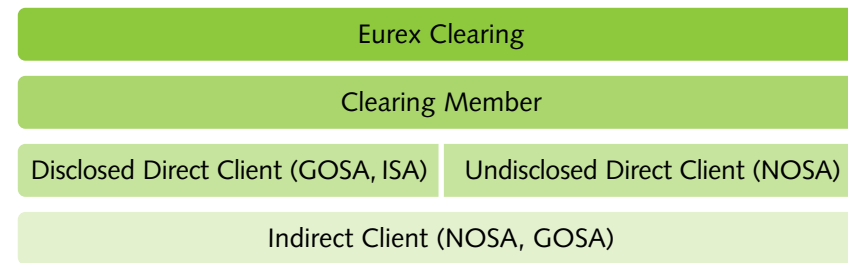 Eurex Clearing
Clearing Member
Disclosed Direct Client (GOSA, ISA) Undisclosed Direct Client (NOSA)
Indirect Client (NOSA, GOSA)